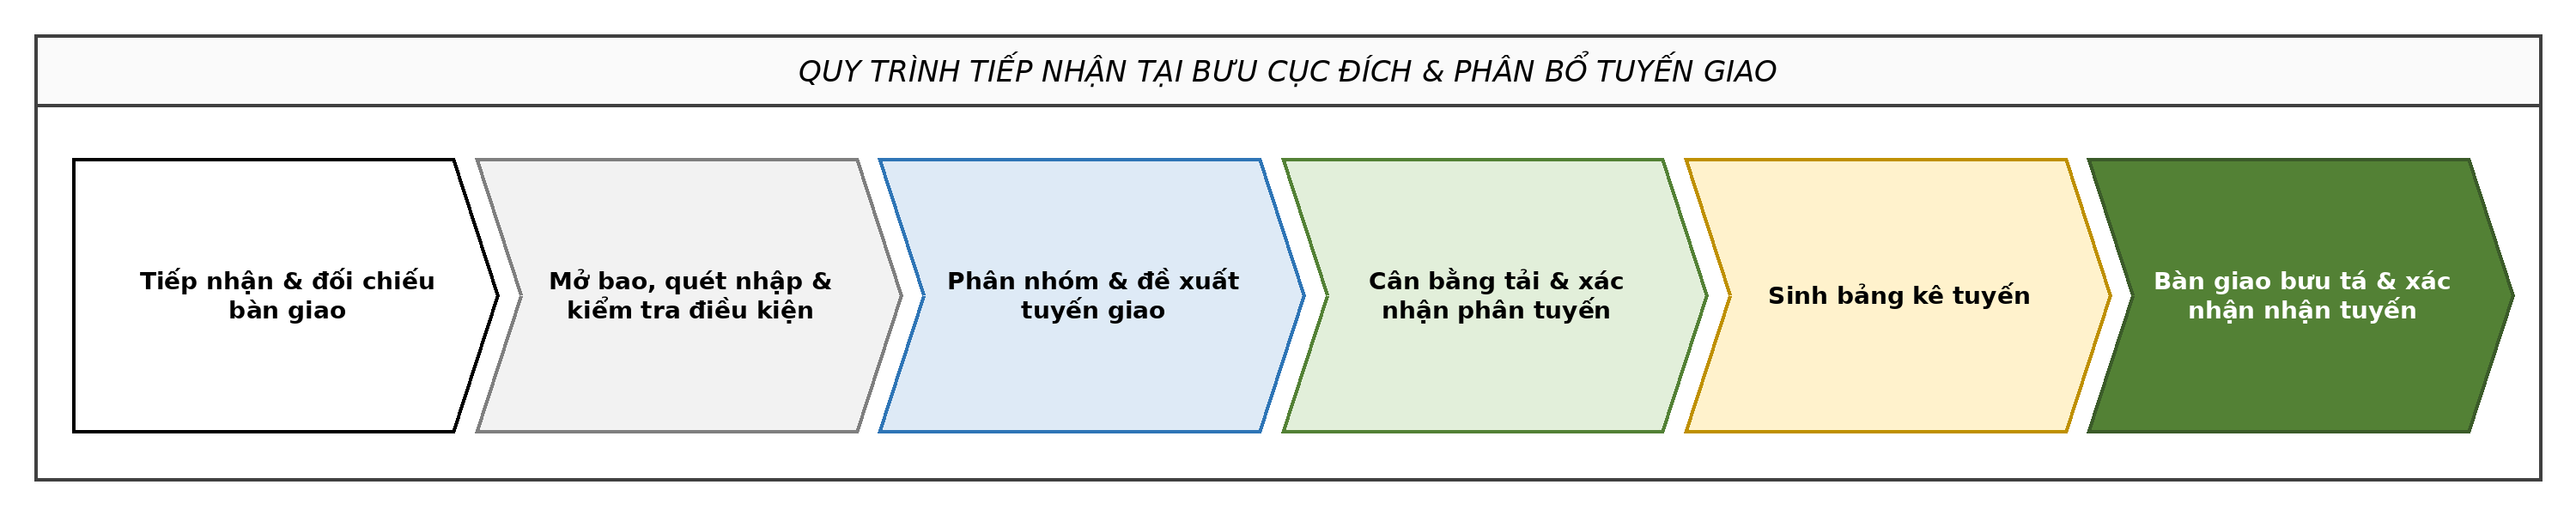 QUY TRÌNH TIẾP NHẬN TẠI BƯU CỤC ĐÍCH & PHÂN BỔ TUYẾN GIAO
Tiếp nhận & đối chiếu
bàn giao
Mở bao, quét nhập &
kiểm tra điều kiện
Phân nhóm & đề xuất
tuyến giao
Cân bằng tải & xác
nhận phân tuyến
Sinh bảng kê tuyến
Bàn giao bưu tá & xác
nhận nhận tuyến